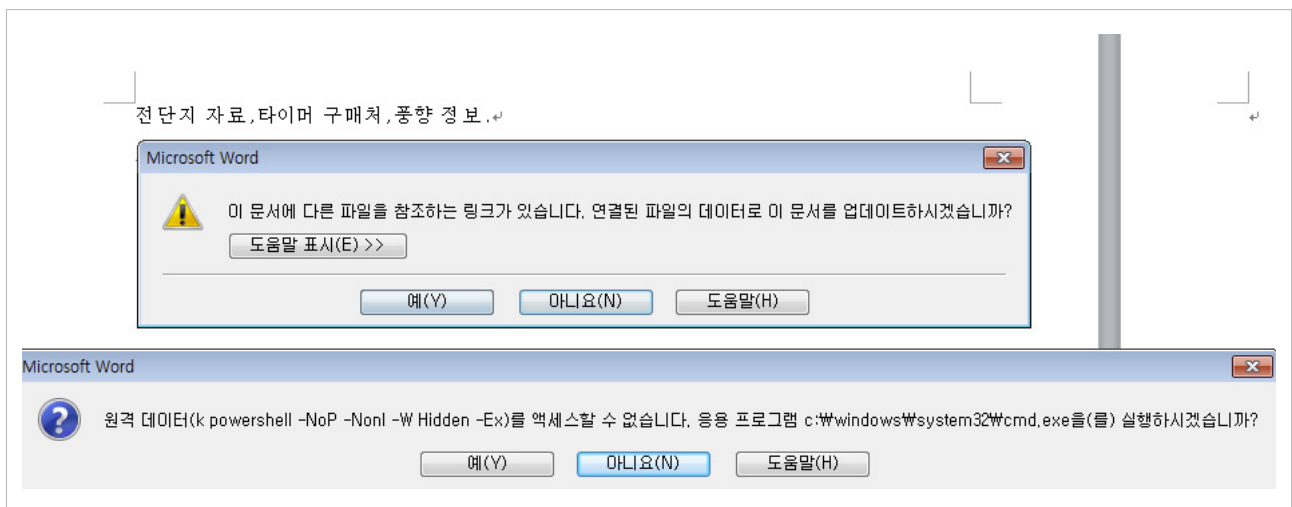 전단지 자료,타이머 구매처,풍향 정보.↵
↵
Microsoft Word
이 문서에 다른 파일을 참조하는 링크가 있습니다. 연결된 파일의 데이터로 이 문서를 업데이트하시겠습니까?
도움말 표시(E) >>
예(Y) 아니요(N) 도움말(H)
Microsoft Word
원격 데이터(k powershell -NoP -NonI -W Hidden -Ex)를 액세스할 수 없습니다. 응용 프로그램 c:₩windows₩system32₩cmd.exe을(를) 실행하시겠습니까?
예(Y) 아니요(N) 도움말(H)